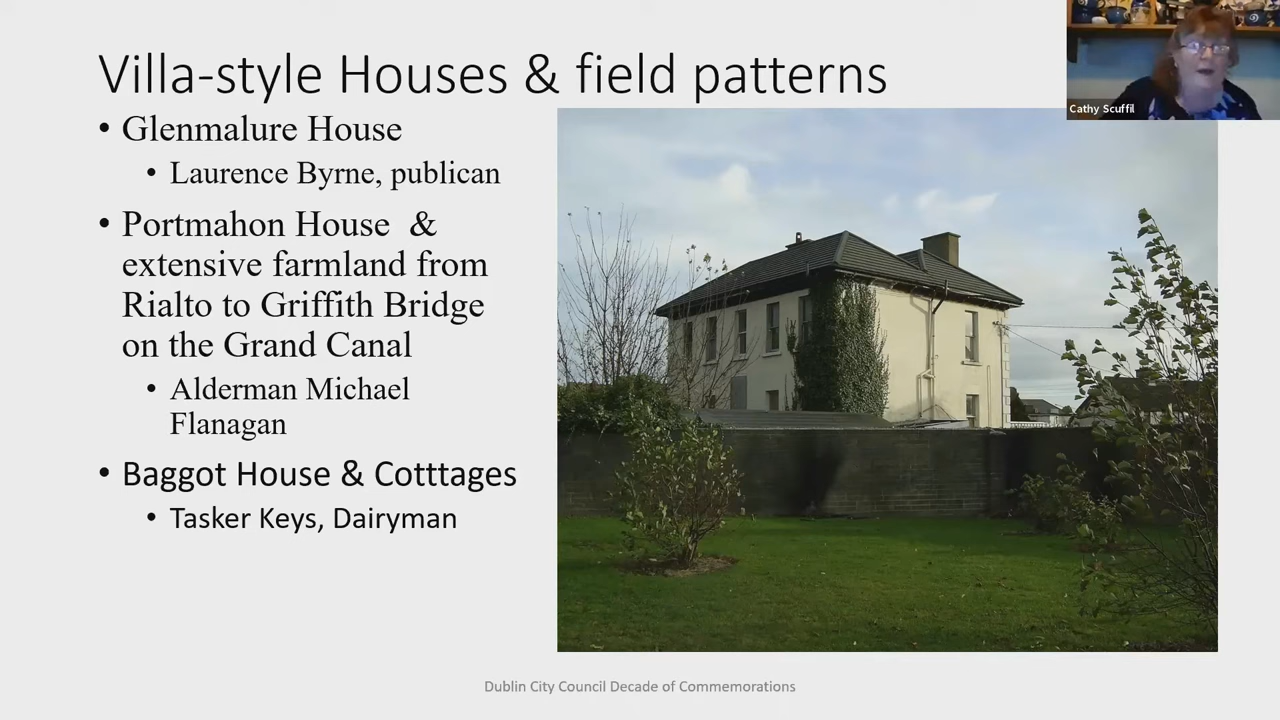 Villa-style Houses & field patterns
• Glenmalure House
• Laurence Byrne, publican
• Portmahon House &
extensive farmland from
Rialto to Griffith Bridge
on the Grand Canal
• Alderman Michael
Flanagan
• Baggot House & Cotttages
• Tasker Keys, Dairyman
Cathy Scuffil
Dublin City Council Decade of Commemorations